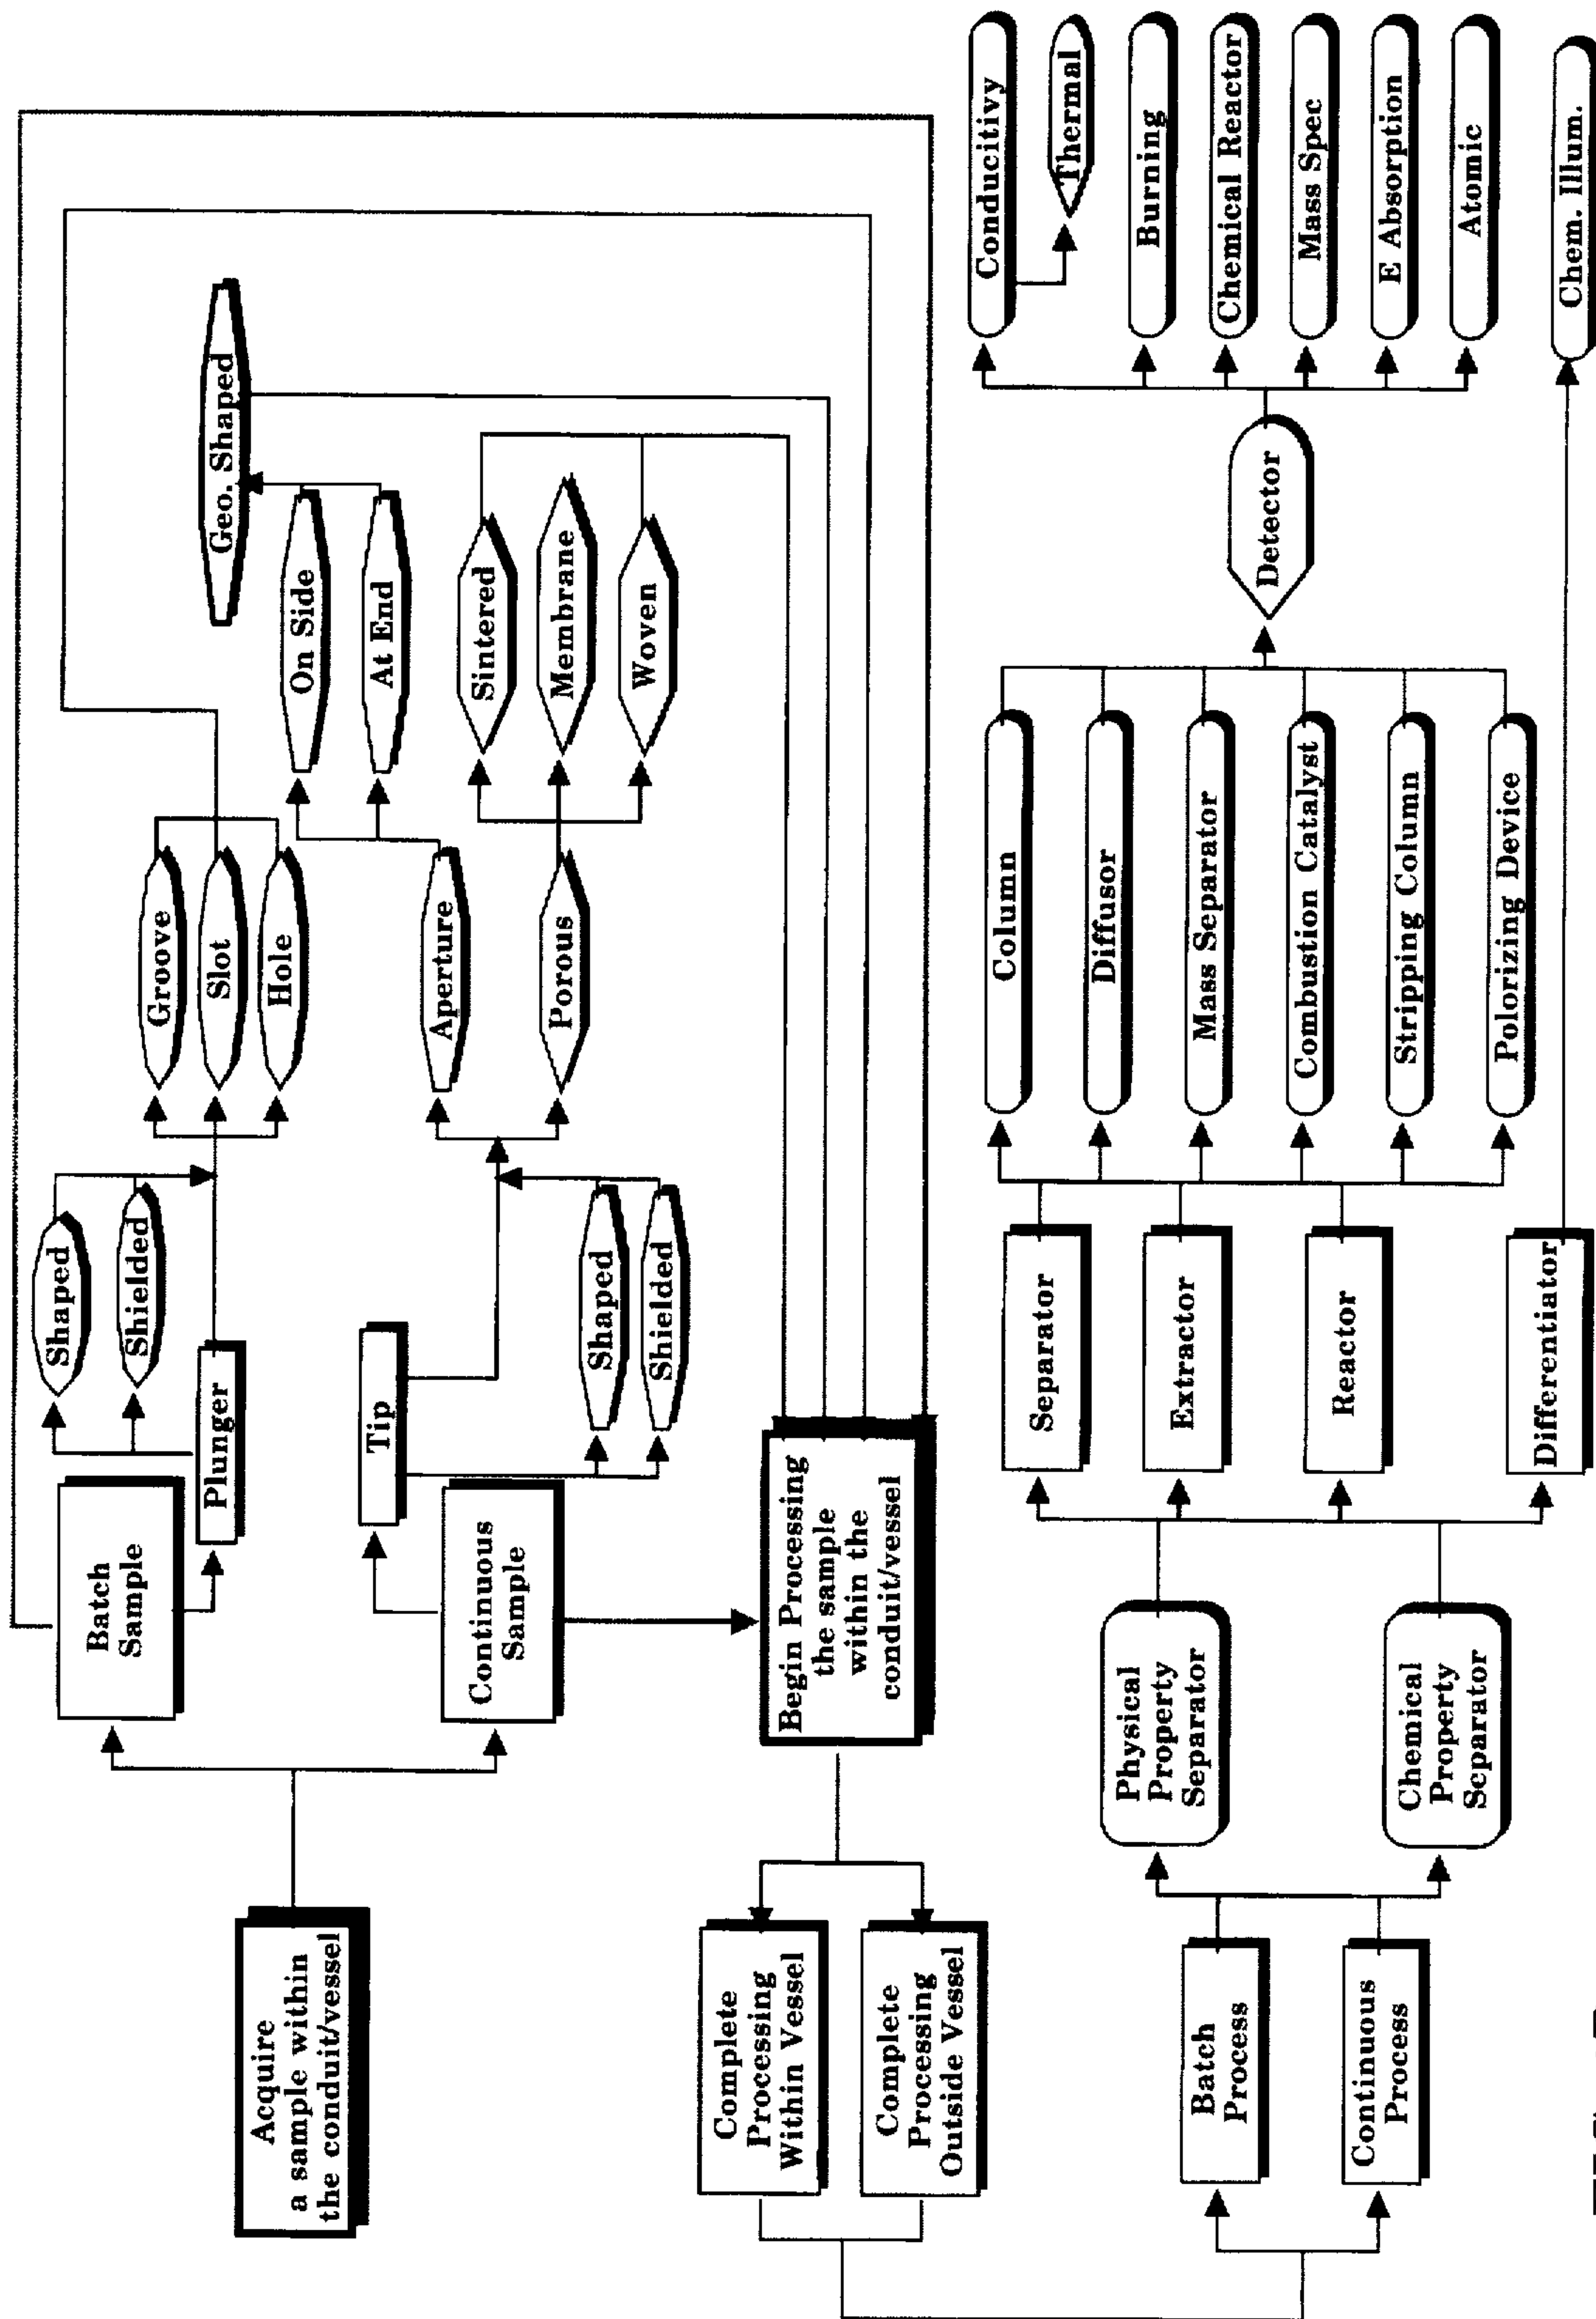 Acquire
a sample within
the conduit/vessel
Batch
Sample
Plunger
Shaped
Shielded
Groove
Slot
Hole
Continuous
Sample
Tip
Shaped
Shielded
Aperture
Porous
On Side
At End
Geo. Shaped
Sintered
Membrane
Woven
Begin Processing
the sample
within the
conduit/vessel
Complete
Processing
Within Vessel
Complete
Processing
Outside Vessel
Batch
Process
Continuous
Process
Physical
Property
Separator
Chemical
Property
Separator
Separator
Extractor
Reactor
Differentiator
Column
Diffusor
Mass Separator
Combustion Catalyst
Stripping Column
Polorizing Device
Detector
Conducitivy
Thermal
Burning
Chemical Reactor
Mass Spec
E Absorption
Atomic
Chem. Illum.